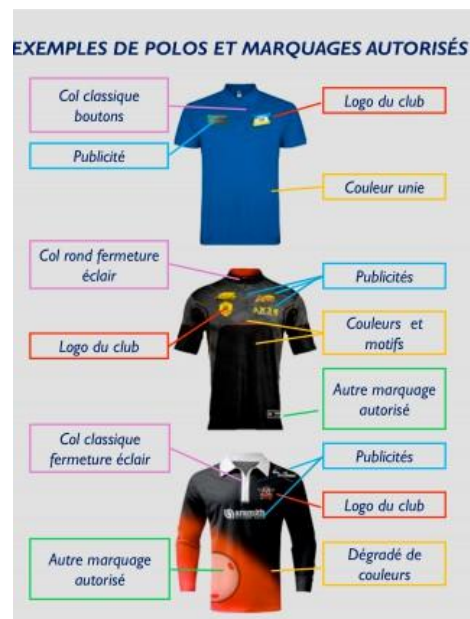 EXEMPLES DE POLOS ET MARQUAGES AUTORISÉS
Col classique
boutons
Logo du club
Publicité
Couleur unie
Col rond fermeture
éclair
Publicités
Logo du club
Couleurs et
motifs
Autre marquage
autorisé
Col classique
fermeture éclair
Publicités
Logo du club
Autre marquage
autorisé
Dégradé de
couleurs